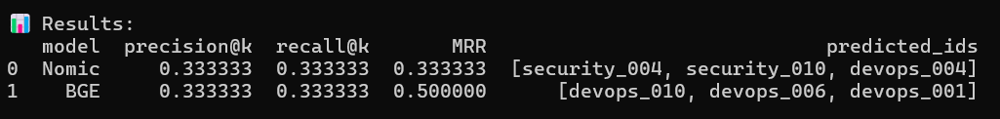 📊 Results:
model precision@k recall@k MRR predicted_ids
0 Nomic 0.333333 0.333333 0.333333 [security_004, security_010, devops_004]
1 BGE 0.333333 0.333333 0.500000 [devops_010, devops_006, devops_001]